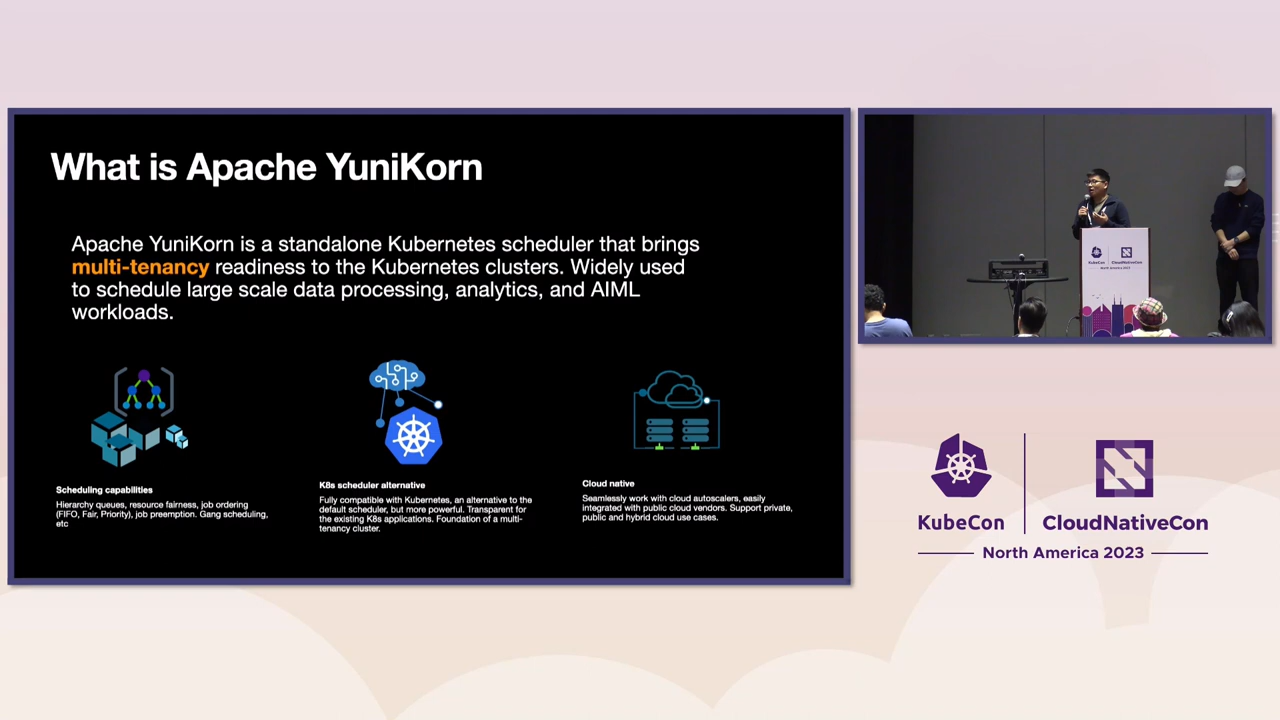 What is Apache YuniKorn
Apache YuniKorn is a standalone Kubernetes scheduler that brings
multi-tenancy readiness to the Kubernetes clusters. Widely used
to schedule large scale data processing, analytics, and AIML
workloads.
Scheduling capabilities
Hierarchy queues, resource fairness, job ordering
(FIFO, Fair, Priority), job preemption. Gang scheduling,
etc
K8s scheduler alternative
Fully compatible with Kubernetes, an alternative to the
default scheduler, but more powerful. Transparent for
the existing K8s applications. Foundation of a multi-
tenancy cluster.
Cloud native
Seamlessly work with cloud autoscalers, easily
integrated with public cloud vendors. Support private,
public and hybrid cloud use cases.
KubeCon
CloudNativeCon
North America 2023
KubeCon
CloudNativeCon
North America 2023